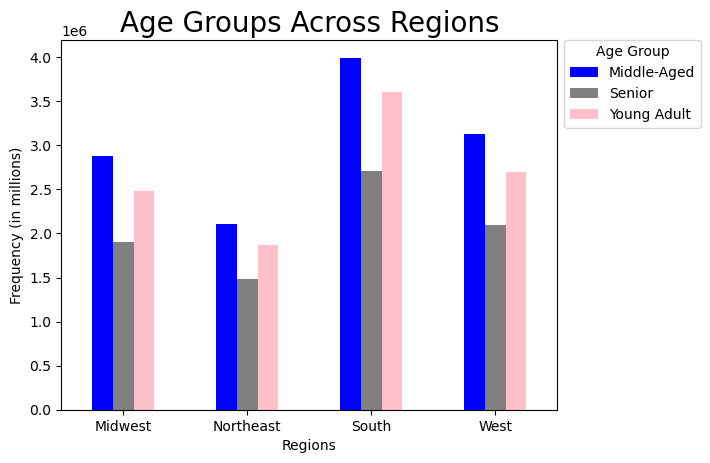 Age Groups Across Regions
1e6
4.0
3.5
3.0
2.5
2.0
1.5
1.0
0.5
0.0
Frequency (in millions)
Midwest Northeast South West
Regions
Age Group
Middle-Aged
Senior
Young Adult